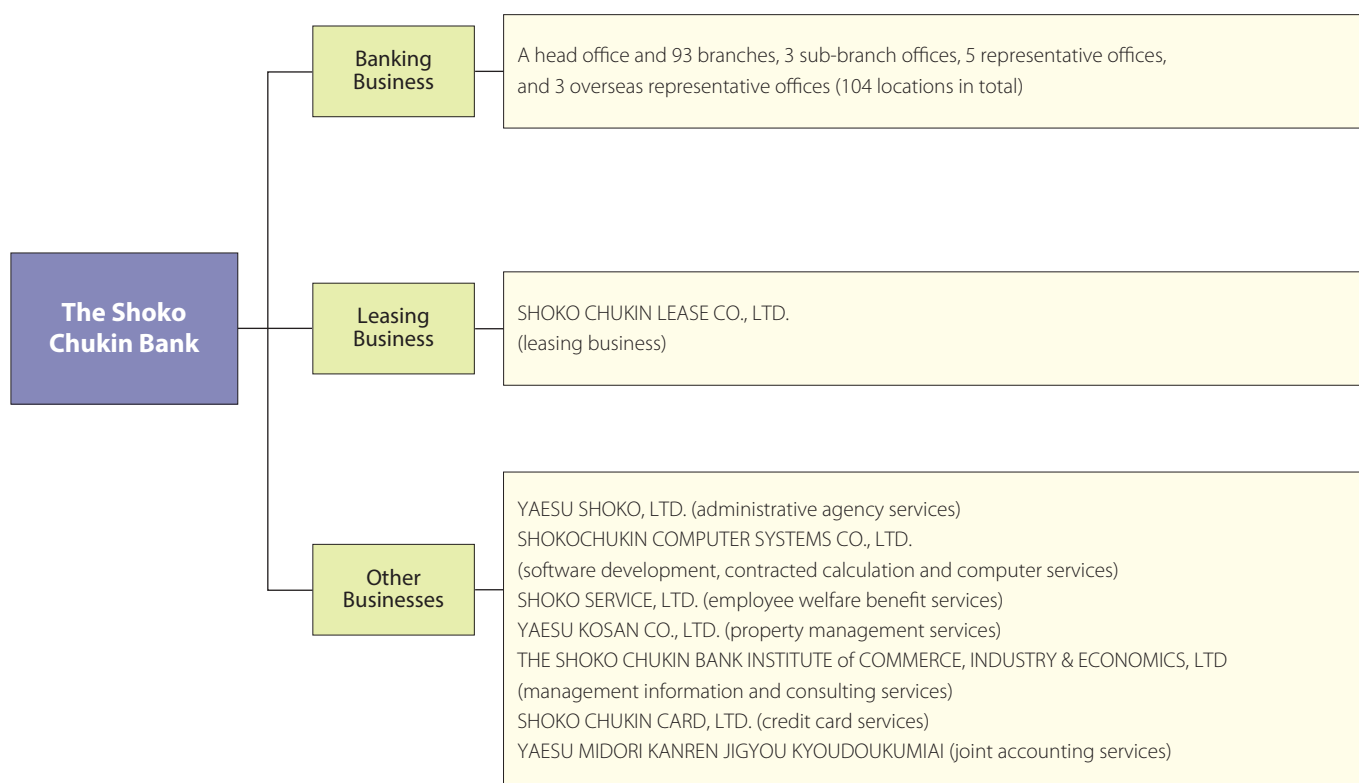 The Shoko
Chukin Bank
Banking
Business
A head office and 93 branches, 3 sub-branch offices, 5 representative offices,
and 3 overseas representative offices (104 locations in total)
Leasing
Business
SHOKO CHUKIN LEASE CO., LTD.
(leasing business)
Other
Businesses
YAESU SHOKO, LTD. (administrative agency services)
SHOKOCHUKIN COMPUTER SYSTEMS CO., LTD.
(software development, contracted calculation and computer services)
SHOKO SERVICE, LTD. (employee welfare benefit services)
YAESU KOSAN CO., LTD. (property management services)
THE SHOKO CHUKIN BANK INSTITUTE of COMMERCE, INDUSTRY & ECONOMICS, LTD
(management information and consulting services)
SHOKO CHUKIN CARD, LTD. (credit card services)
YAESU MIDORI KANREN JIGYOU KYOUDOUKUMIAI (joint accounting services)